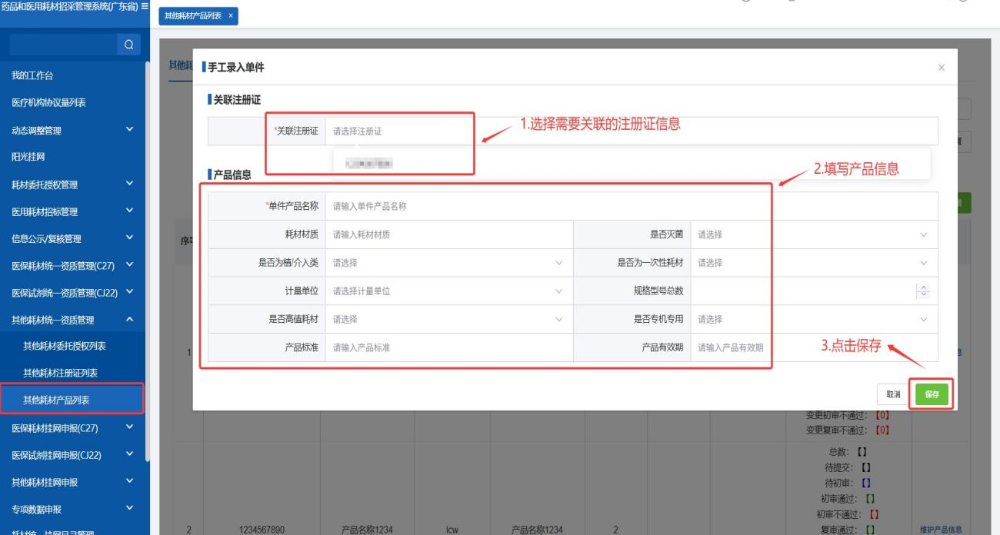 药品和医用耗材招采管理系统(广东省)
其他耗材产品列表 ×
我的工作台
医疗机构协议量列表
动态调整管理
阳光挂网
耗材委托授权管理
医用耗材招标管理
信息公示/复核管理
医保耗材统一资质管理(C27)
医保试剂统一资质管理(CJ22)
其他耗材统一资质管理
其他耗材委托授权列表
其他耗材注册证列表
其他耗材产品列表
医保耗材挂网申报(C27)
医保试剂挂网申报(CJ22)
其他耗材挂网申报
专项数据申报
其他耗
手工录入单件 ×
关联注册证
*关联注册证 请选择注册证
1.选择需要关联的注册证信息
产品信息
2.填写产品信息
*单件产品名称 请输入单件产品名称
耗材材质 请输入耗材材质 是否灭菌 请选择
是否为植/介入类 请选择 是否为一次性耗材 请选择
计量单位 请选择计量单位 规格型号总数
是否高值耗材 请选择 是否专机专用 请选择
产品标准 请输入产品标准 产品有效期 请输入产品有效期
3.点击保存
取消 保存
序号
1
变更初审不通过：【0】
变更复审不通过：【0】
总数：【】
待提交：【】
待初审：【】
初审通过：【】
初审不通过：【】
复审通过：【】
2 1234567890 产品名称1234 lcw 产品名称1234 2 维护产品信息